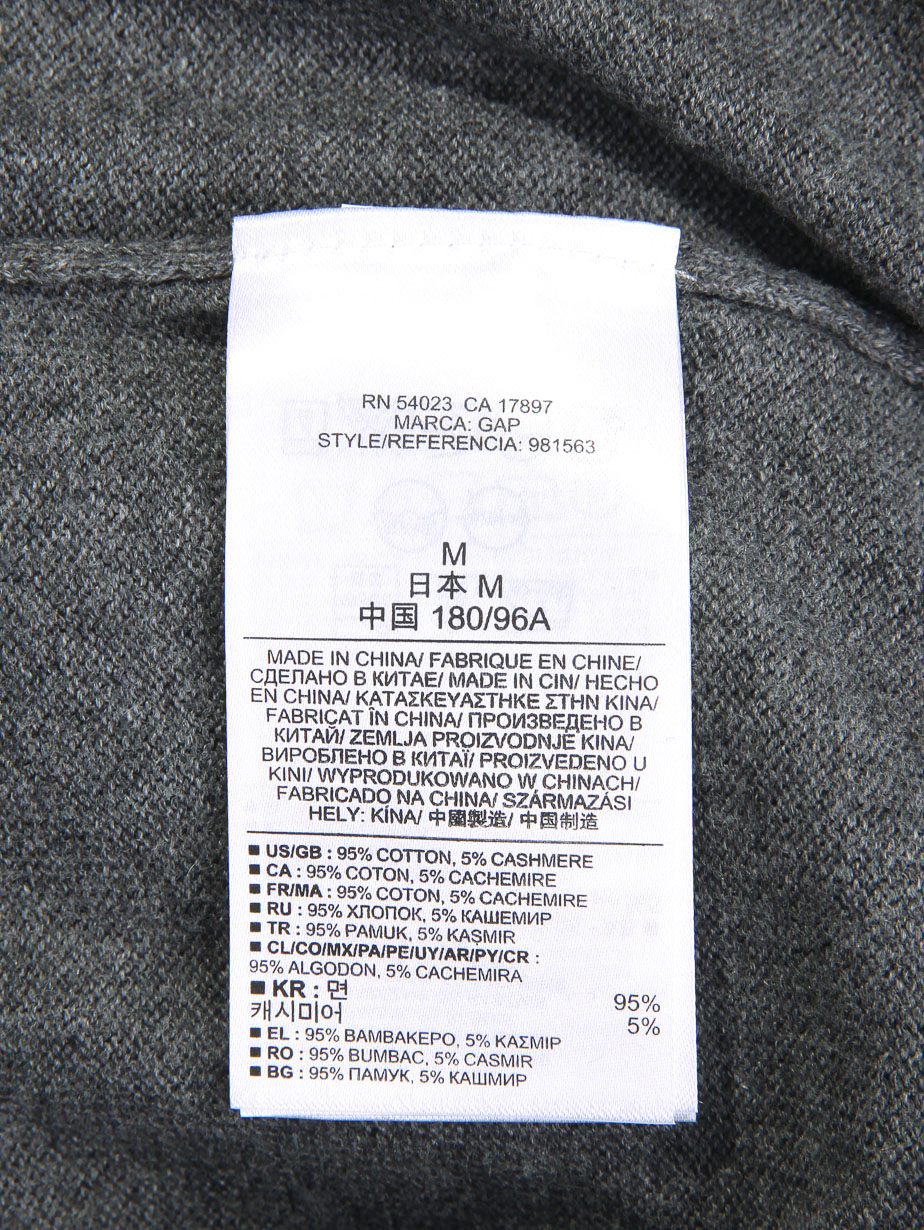 RN 54023 CA 17897
MARCA: GAP
STYLE/REFERENCIA: 981563
M
日本 M
中国 180/96A
MADE IN CHINA/ FABRIQUE EN CHINE/
СДЕЛАНО В КИТАЕ/ MADE IN CIN/ HECHO
EN CHINA/ ΚΑΤΑΣΚΕΥΑΣΤΗΚΕ ΣΤΗΝ ΚΙΝΑ/
FABRICAT ÎN CHINA/ ПРОИЗВЕДЕНО В
КИТАЙ/ ZEMLJA PROIZVODNJE KINA/
ВИРОБЛЕНО В КИТАЇ/ PROIZVEDENO U
KINI/ WYPRODUKOWANO W CHINACH/
FABRICADO NA CHINA/ SZÁRMAZÁSI
HELY: KÍNA/ 中國製造/ 中国制造
■ US/GB : 95% COTTON, 5% CASHMERE
■ CA : 95% COTON, 5% CACHEMIRE
■ FR/MA : 95% COTON, 5% CACHEMIRE
■ RU : 95% ХЛОПОК, 5% КАШЕМИР
■ TR : 95% PAMUK, 5% KAŞMIR
■ CL/CO/MX/PA/PE/UY/AR/PY/CR :
95% ALGODON, 5% CACHEMIRA
■ KR : 면 95%
캐시미어 5%
■ EL : 95% ΒΑΜΒΑΚΕΡΟ, 5% ΚΑΣΜΙΡ
■ RO : 95% BUMBAC, 5% CASMIR
■ BG : 95% ПАМУК, 5% КАШМИР